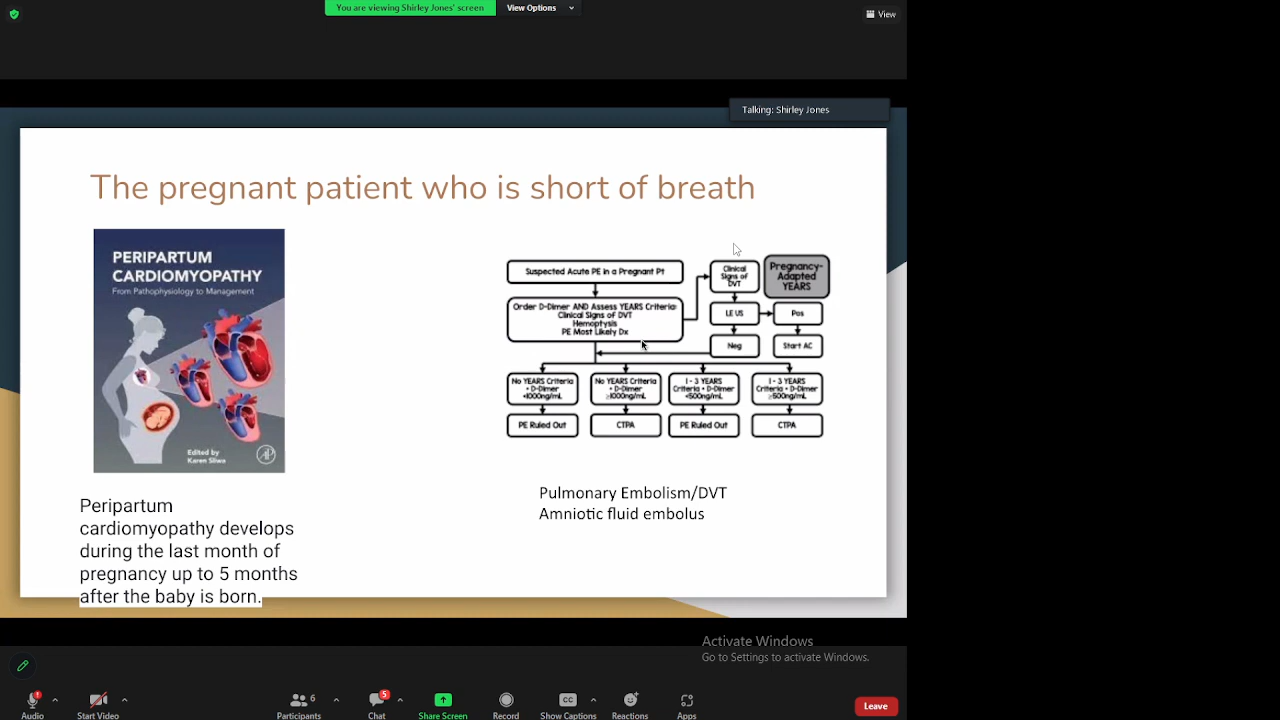 You are viewing Shirley Jones' screen
View Options
View
Talking: Shirley Jones
The pregnant patient who is short of breath
PERIPARTUM
CARDIOMYOPATHY
From Pathophysiology to Management
Edited by
Karen Sliwa
Peripartum
cardiomyopathy develops
during the last month of
pregnancy up to 5 months
after the baby is born.
Suspected Acute PE in a Pregnant Pt
Order D-Dimer AND Assess YEARS Criteria:
Clinical Signs of DVT
Hemoptysis
PE Most Likely Dx
Clinical
Signs of
DVT
Pregnancy-
Adapted
YEARS
LE US
Pos
Neg
Start AC
No YEARS Criteria
+ D-Dimer
<1000ng/mL
No YEARS Criteria
+ D-Dimer
≥1000ng/mL
1 - 3 YEARS
Criteria + D-Dimer
<500ng/mL
1 - 3 YEARS
Criteria + D-Dimer
≥500ng/mL
PE Ruled Out
CTPA
PE Ruled Out
CTPA
Pulmonary Embolism/DVT
Amniotic fluid embolus
Activate Windows
Go to Settings to activate Windows.
Audio
Start Video
Participants
6
Chat
5
Share Screen
Record
CC
Show Captions
Reactions
Apps
Leave